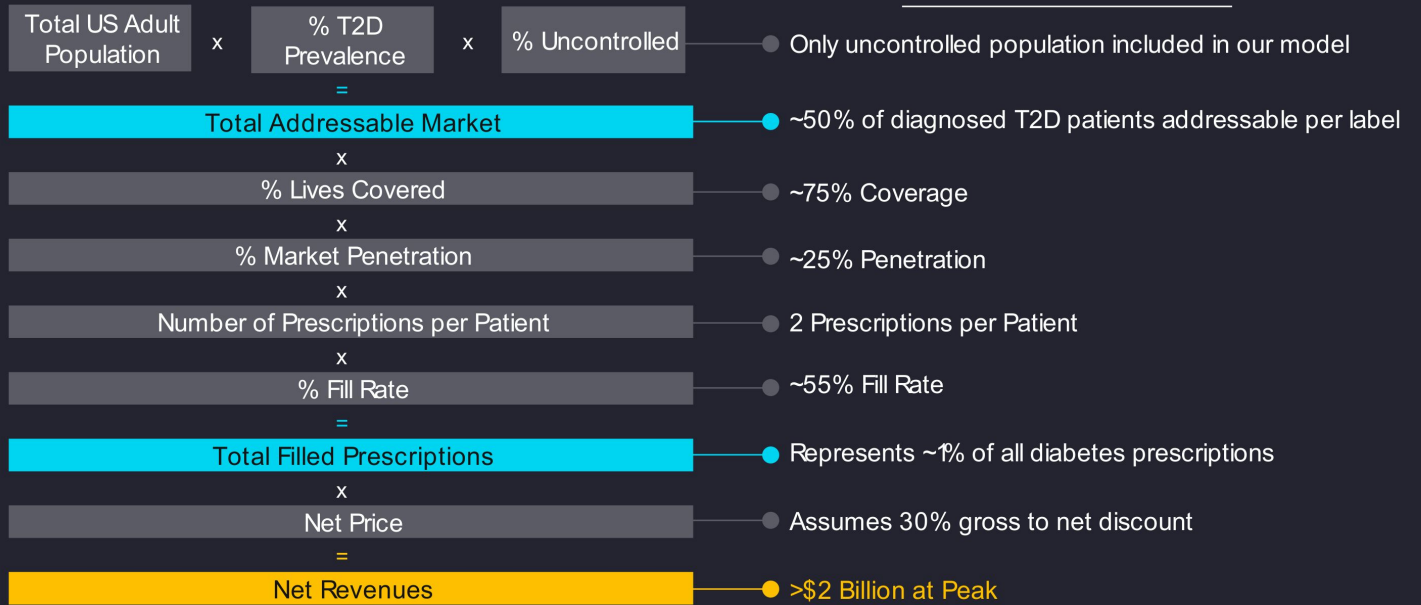 Total US Adult
Population
x
% T2D
Prevalence
x
% Uncontrolled
Only uncontrolled population included in our model
=
Total Addressable Market
~50% of diagnosed T2D patients addressable per label
x
% Lives Covered
~75% Coverage
x
% Market Penetration
~25% Penetration
x
Number of Prescriptions per Patient
2 Prescriptions per Patient
x
% Fill Rate
~55% Fill Rate
=
Total Filled Prescriptions
Represents ~1% of all diabetes prescriptions
x
Net Price
Assumes 30% gross to net discount
=
Net Revenues
>$2 Billion at Peak